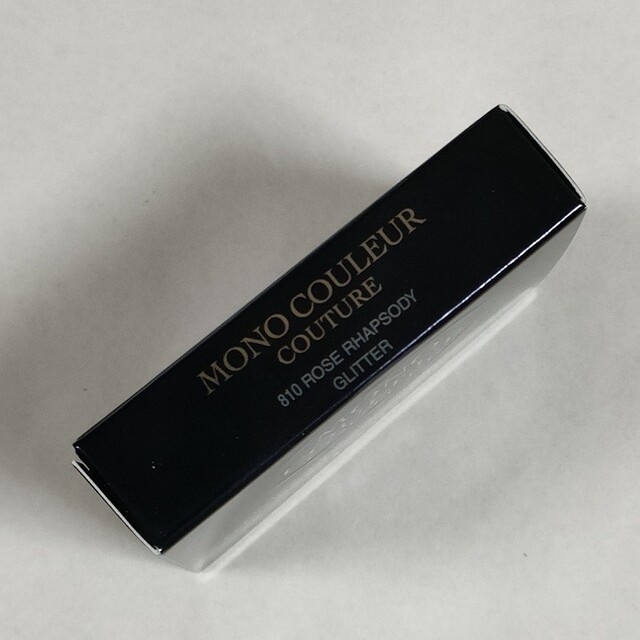 MONO COULEUR
COUTURE
810 ROSE RHAPSODY
GLITTER